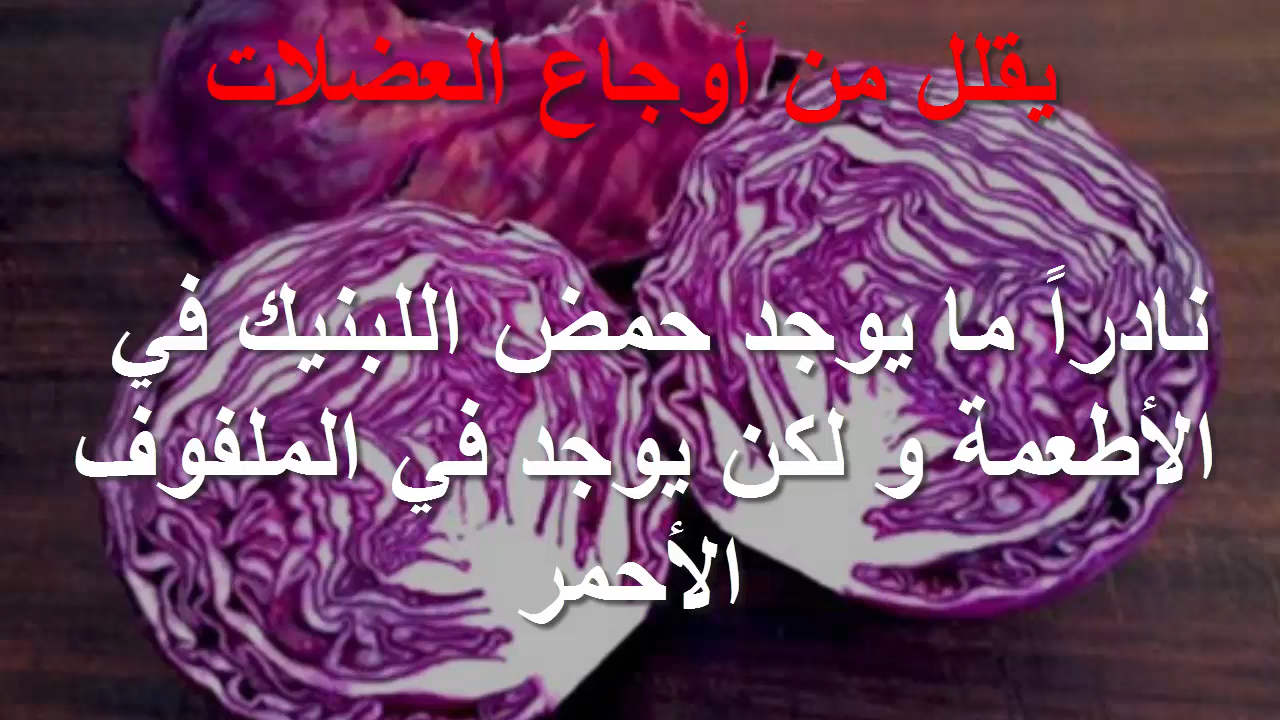 يقلل من أوجاع العضلات
نادراً ما يوجد حمض اللبنيك في
الأطعمة و لكن يوجد في الملفوف
الأحمر